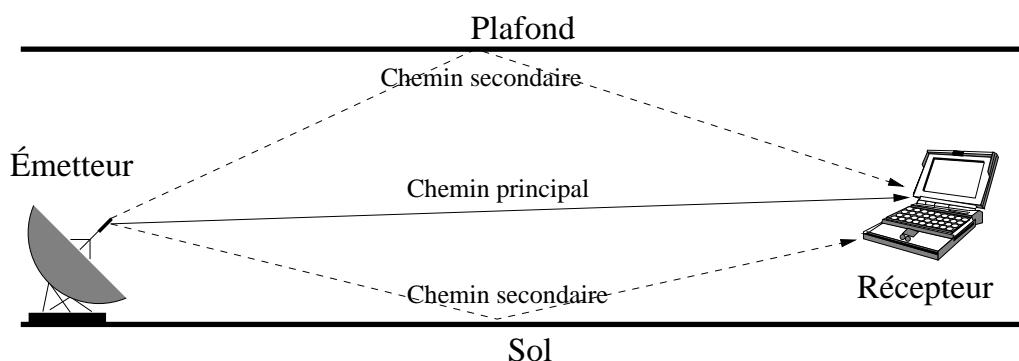 Plafond
Chemin secondaire
Émetteur
Chemin principal
Chemin secondaire
Récepteur
Sol